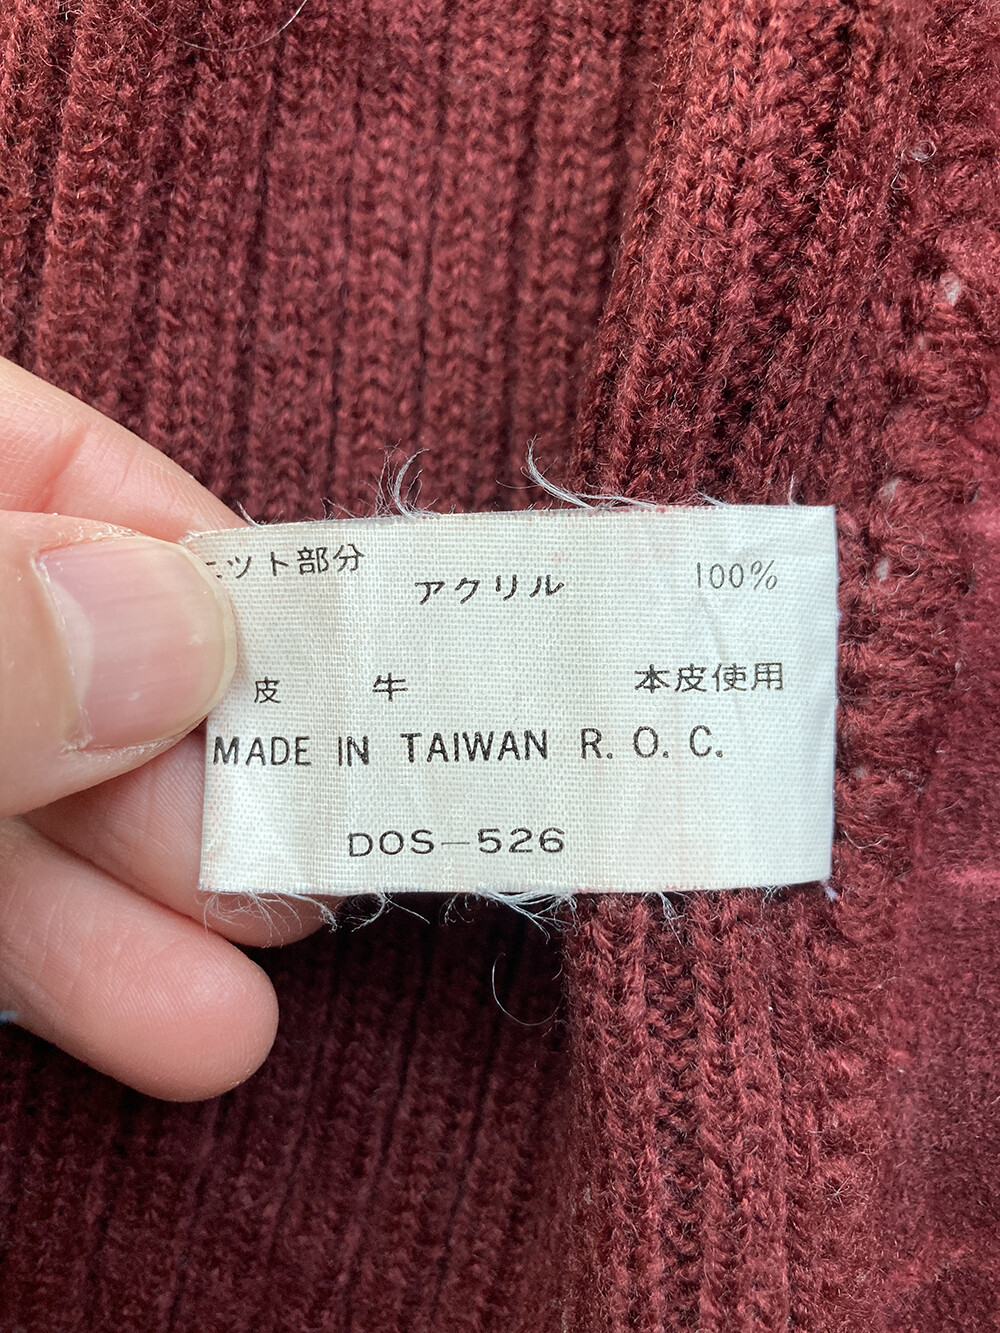 ニット部分
アクリル 100%
皮 牛 本皮使用
MADE IN TAIWAN R. O. C.
DOS-526